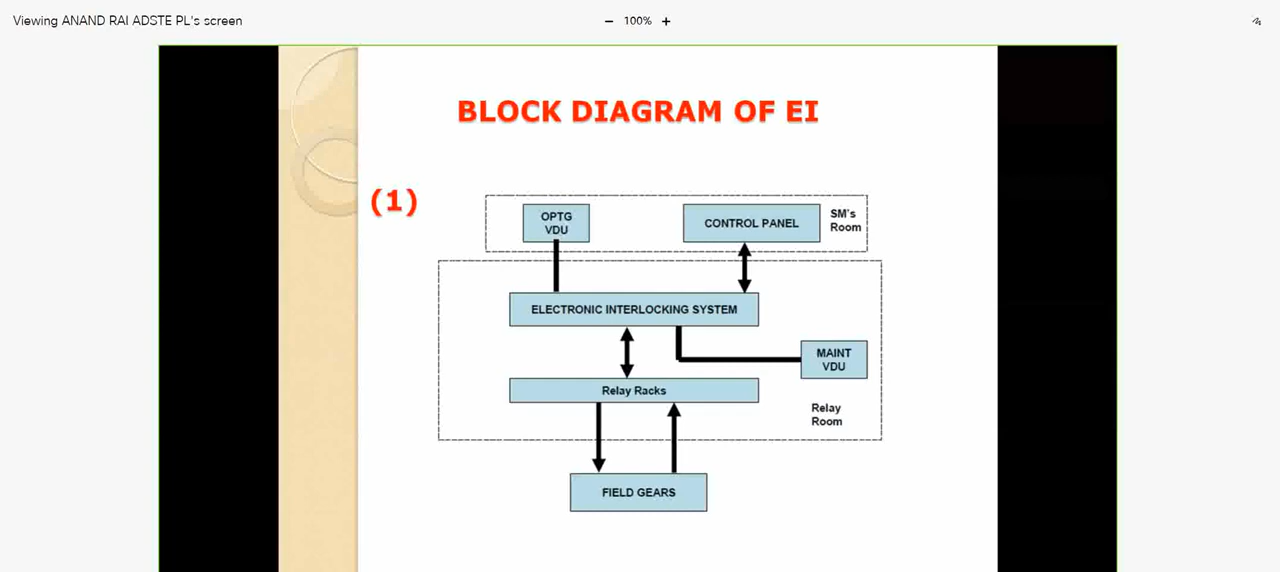 Viewing ANAND RAI ADSTE PL's screen
− 100% +
BLOCK DIAGRAM OF EI
(1)
OPTG
VDU
CONTROL PANEL
SM's
Room
ELECTRONIC INTERLOCKING SYSTEM
MAINT
VDU
Relay Racks
Relay
Room
FIELD GEARS